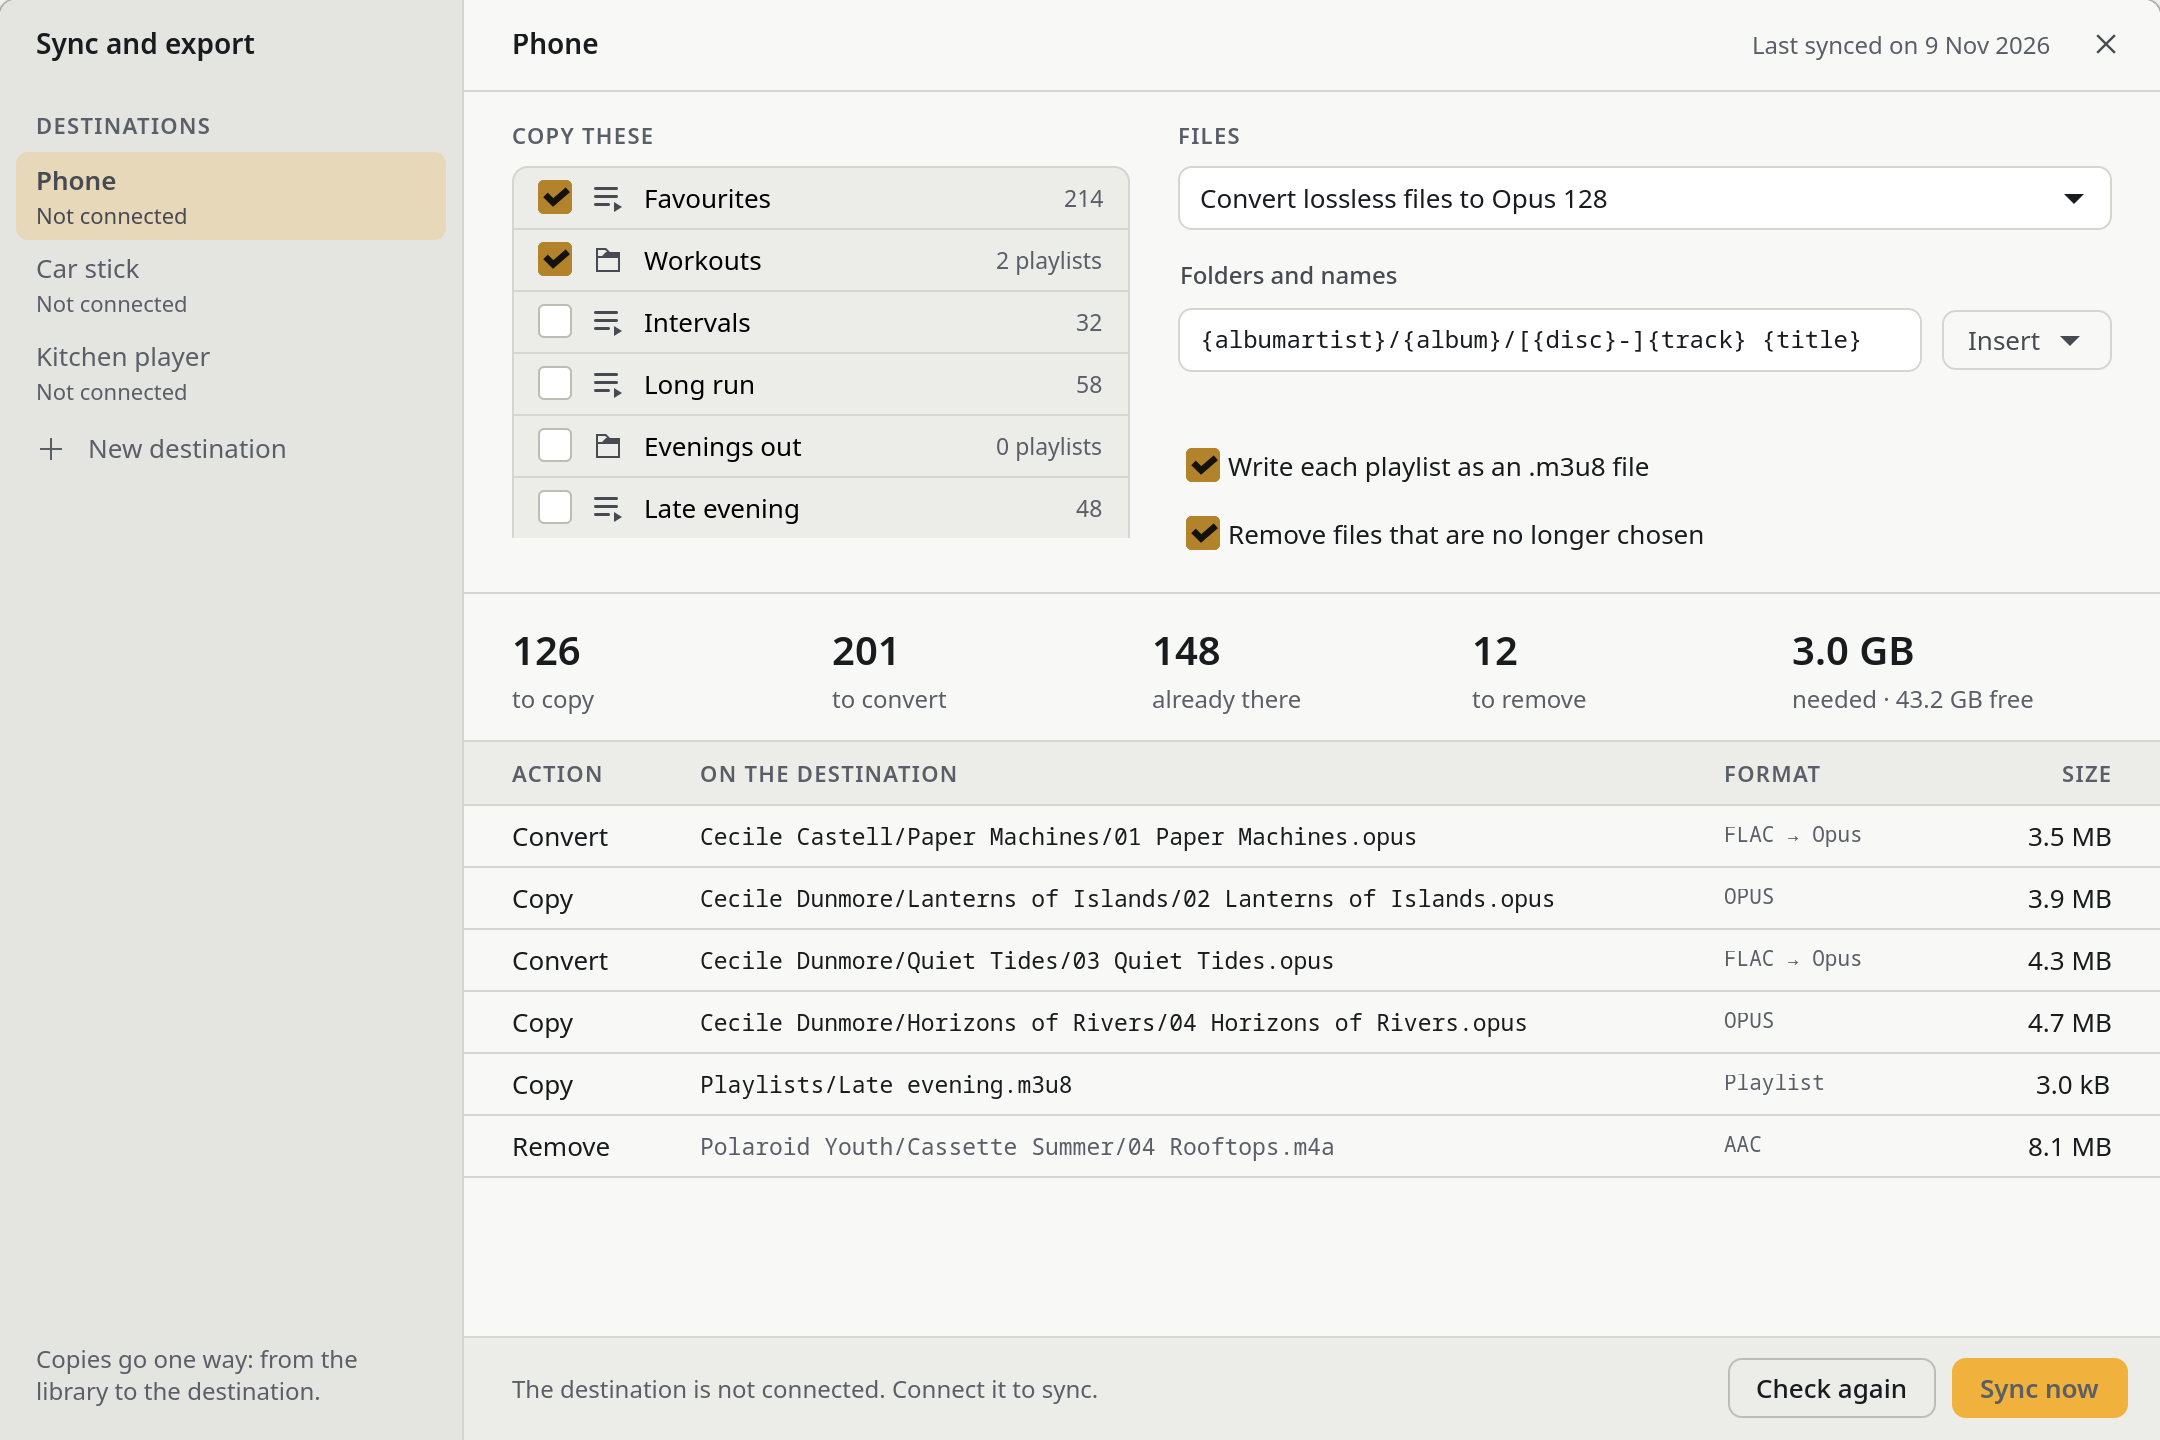 Sync and export
DESTINATIONS
Phone
Not connected
Car stick
Not connected
Kitchen player
Not connected
New destination
Copies go one way: from the
library to the destination.
Phone
Last synced on 9 Nov 2026
COPY THESE
Favourites 214
Workouts 2 playlists
Intervals 32
Long run 58
Evenings out 0 playlists
Late evening 48
FILES
Convert lossless files to Opus 128
Folders and names
{albumartist}/{album}/[{disc}-]{track} {title}
Insert
Write each playlist as an .m3u8 file
Remove files that are no longer chosen
126
to copy
201
to convert
148
already there
12
to remove
3.0 GB
needed · 43.2 GB free
ACTION ON THE DESTINATION FORMAT SIZE
Convert Cecile Castell/Paper Machines/01 Paper Machines.opus FLAC → Opus 3.5 MB
Copy Cecile Dunmore/Lanterns of Islands/02 Lanterns of Islands.opus OPUS 3.9 MB
Convert Cecile Dunmore/Quiet Tides/03 Quiet Tides.opus FLAC → Opus 4.3 MB
Copy Cecile Dunmore/Horizons of Rivers/04 Horizons of Rivers.opus OPUS 4.7 MB
Copy Playlists/Late evening.m3u8 Playlist 3.0 kB
Remove Polaroid Youth/Cassette Summer/04 Rooftops.m4a AAC 8.1 MB
The destination is not connected. Connect it to sync.
Check again
Sync now